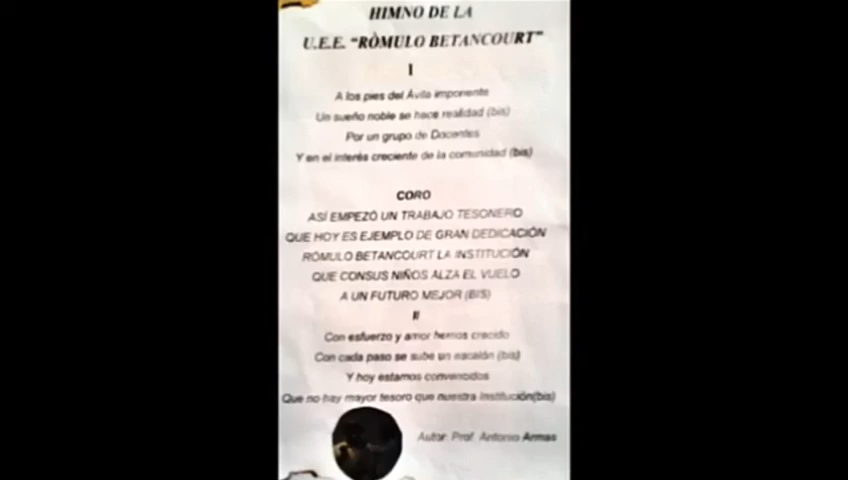 HIMNO DE LA
U.E.E. "RÒMULO BETANCOURT"
I
A los pies del Ávila imponente
Un sueño noble se hace realidad (bis)
Por un grupo de Docentes
Y en el interés creciente de la comunidad (bis)
CORO
ASÍ EMPEZÓ UN TRABAJO TESONERO
QUE HOY ES EJEMPLO DE GRAN DEDICACIÓN
RÓMULO BETANCOURT LA INSTITUCIÓN
QUE CONSUS NIÑOS ALZA EL VUELO
A UN FUTURO MEJOR (BIS)
II
Con esfuerzo y amor hemos crecido
Con cada paso se sube un escalón (bis)
Y hoy estamos convencidos
Que no hay mayor tesoro que nuestra institución(bis)
Autor: Prof. Antonio Armas